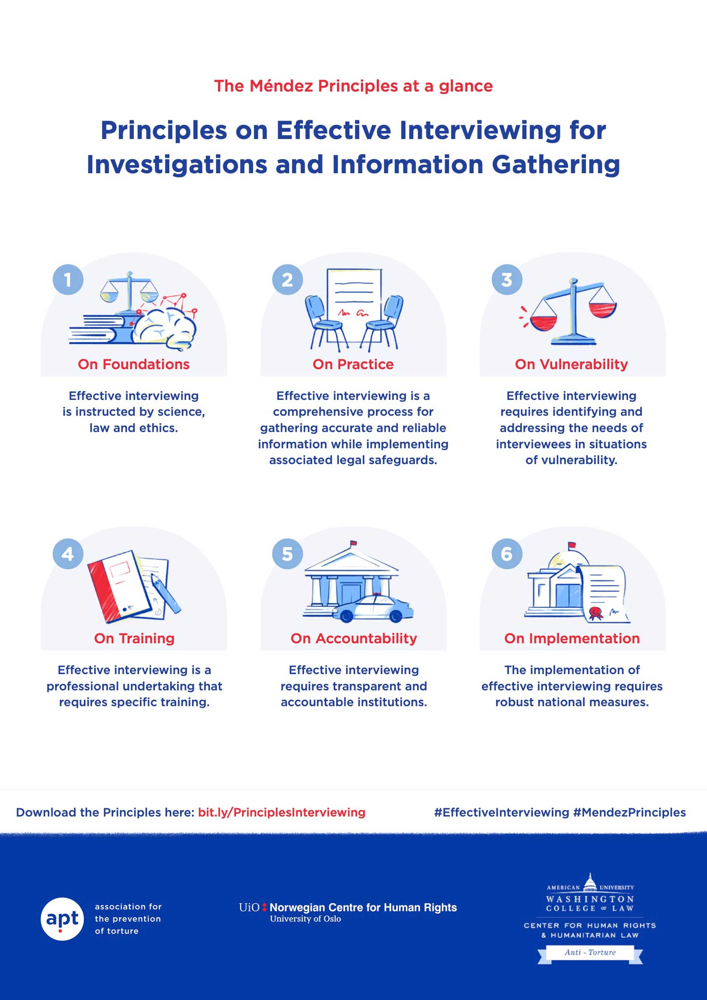 The Méndez Principles at a glance
Principles on Effective Interviewing for
Investigations and Information Gathering
1
On Foundations
Effective interviewing
is instructed by science,
law and ethics.
2
On Practice
Effective interviewing is a
comprehensive process for
gathering accurate and reliable
information while implementing
associated legal safeguards.
3
On Vulnerability
Effective interviewing
requires identifying and
addressing the needs of
interviewees in situations
of vulnerability.
4
On Training
Effective interviewing is a
professional undertaking that
requires specific training.
5
On Accountability
Effective interviewing
requires transparent and
accountable institutions.
6
On Implementation
The implementation of
effective interviewing requires
robust national measures.
Download the Principles here: bit.ly/PrinciplesInterviewing
#EffectiveInterviewing #MendezPrinciples
apt
association for
the prevention
of torture
UiO Norwegian Centre for Human Rights
University of Oslo
AMERICAN UNIVERSITY
WASHINGTON
COLLEGE OF LAW
CENTER FOR HUMAN RIGHTS
& HUMANITARIAN LAW
Anti - Torture